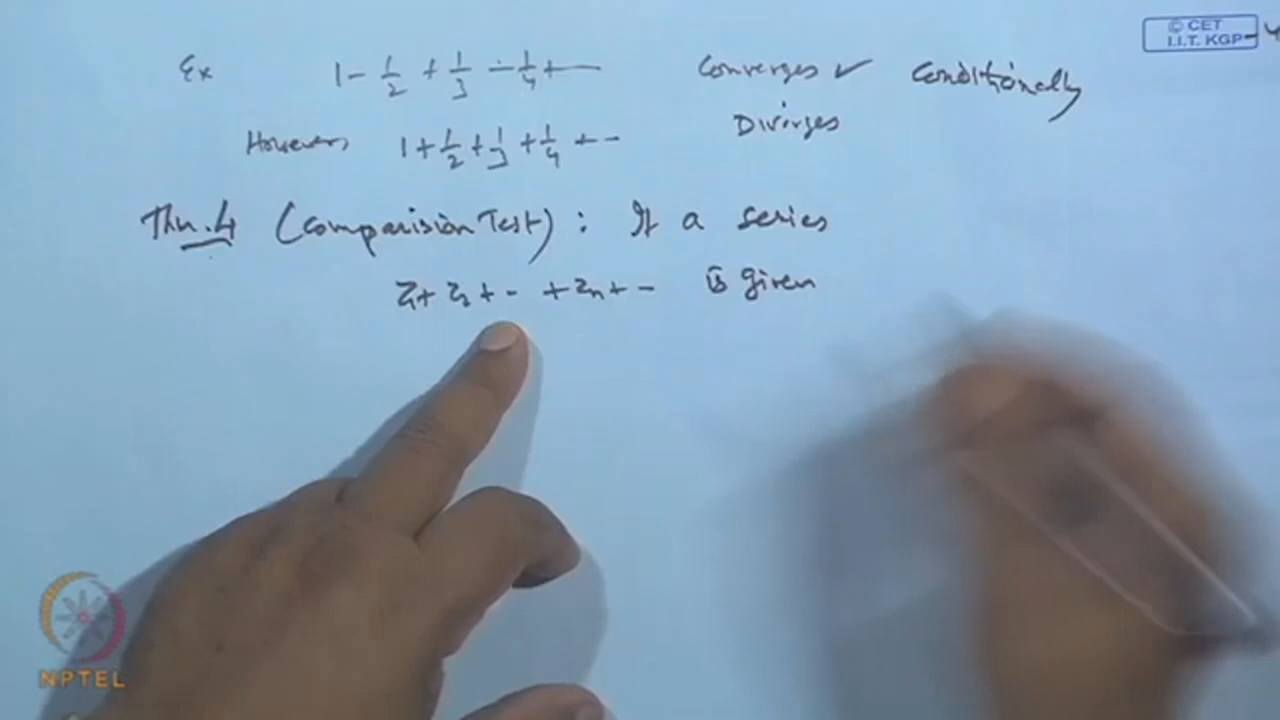 © CET
I.I.T. KGP
Ex 1 - 1/2 + 1/3 - 1/4 + — Converges ✓ Conditionally
However, 1 + 1/2 + 1/3 + 1/4 + -- Diverges
Thm.4 (Comparision Test): If a series
z1 + z2 + - + zn + - is given
NPTEL